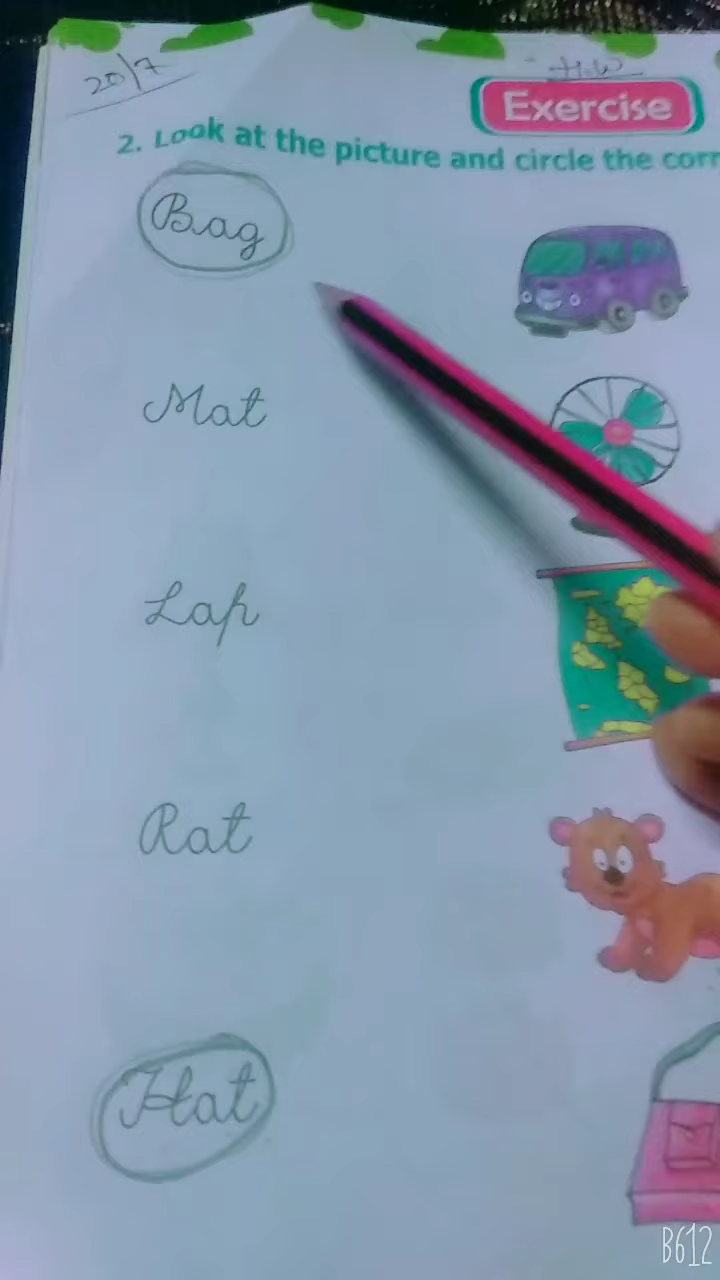 20/7
H.W
Exercise
2. Look at the picture and circle the corr
Bag
Mat
Lap
Rat
Hat
B612